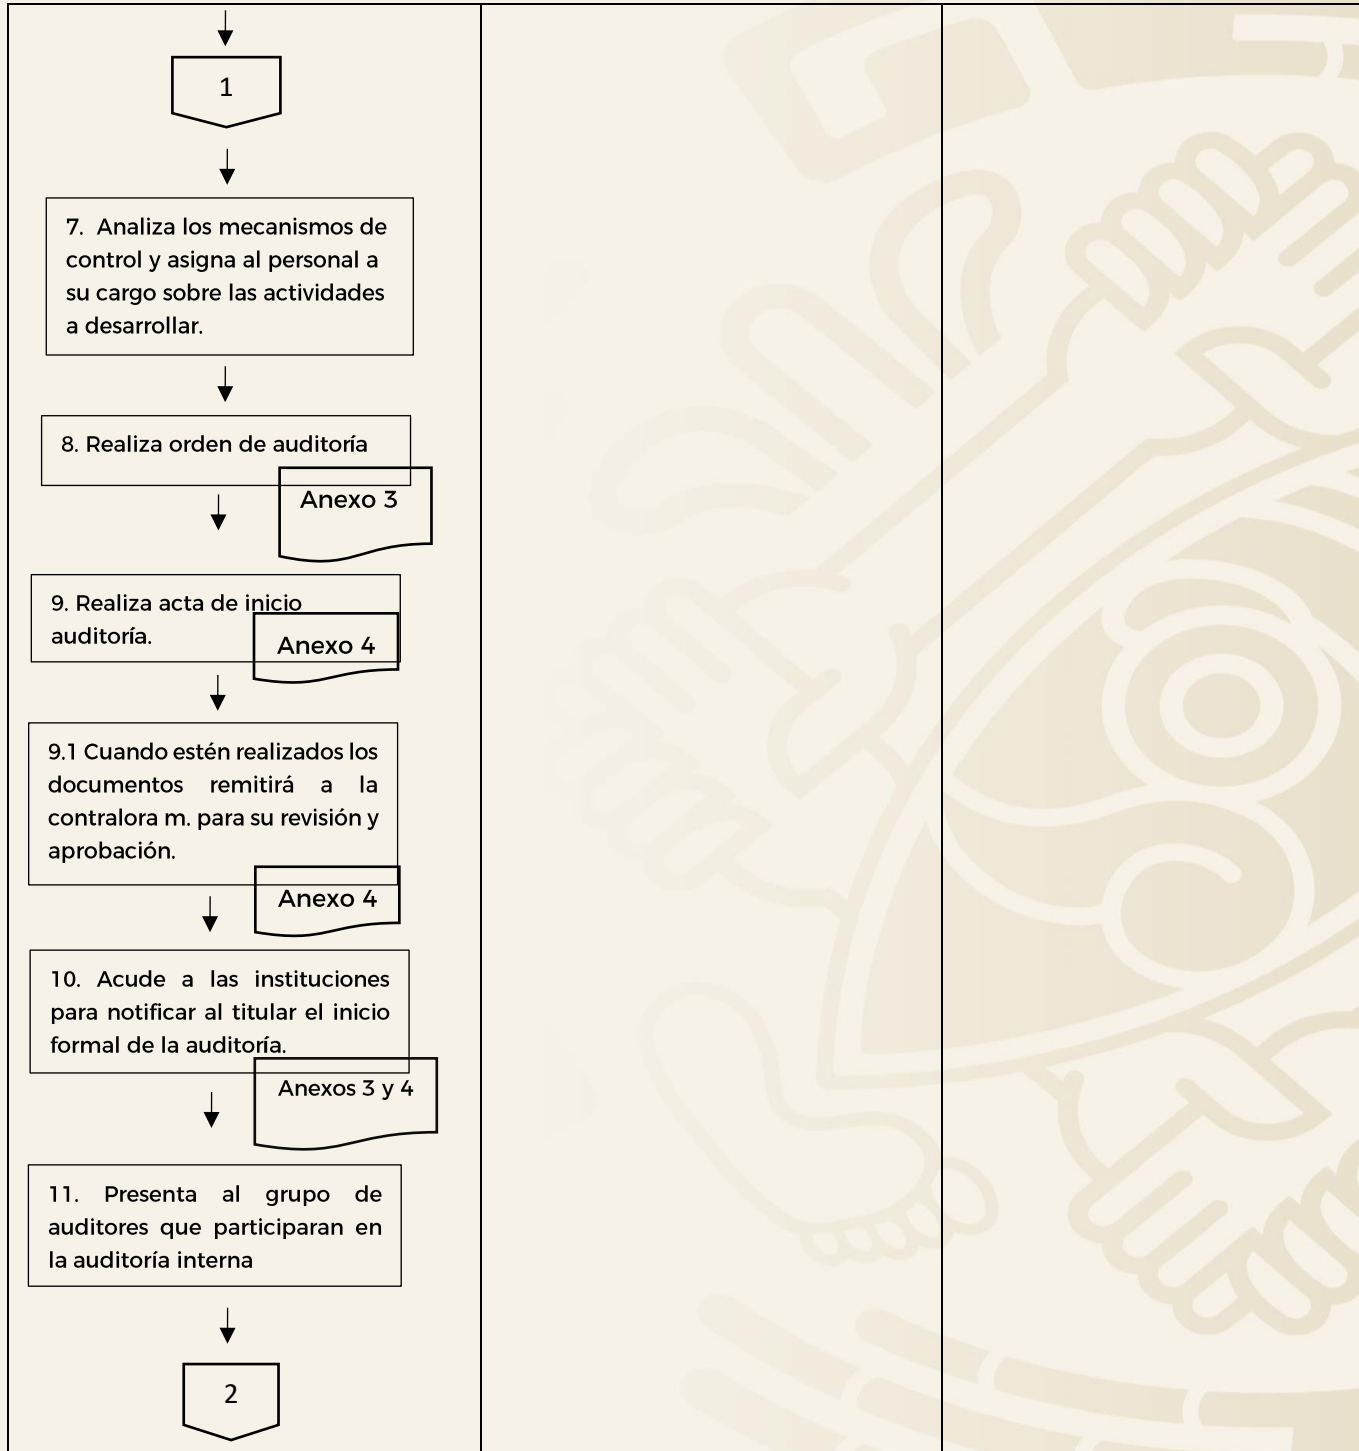 1
7. Analiza los mecanismos de
control y asigna al personal a
su cargo sobre las actividades
a desarrollar.
8. Realiza orden de auditoría
Anexo 3
9. Realiza acta de inicio
auditoría.
Anexo 4
9.1 Cuando estén realizados los
documentos remitirá a la
contralora m. para su revisión y
aprobación.
Anexo 4
10. Acude a las instituciones
para notificar al titular el inicio
formal de la auditoría.
Anexos 3 y 4
11. Presenta al grupo de
auditores que participaran en
la auditoría interna
2